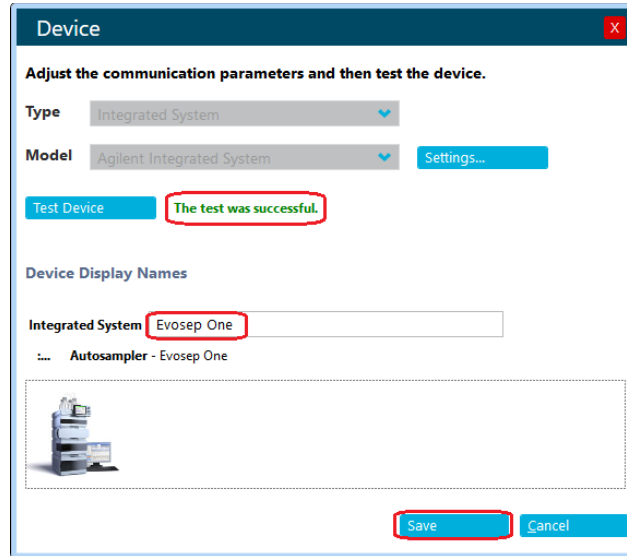 Device
X
Adjust the communication parameters and then test the device.
Type Integrated System
Model Agilent Integrated System Settings...
Test Device The test was successful.
Device Display Names
Integrated System Evosep One
:... Autosampler - Evosep One
Save Cancel